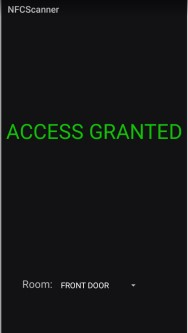 NFCScanner
ACCESS GRANTED
Room: FRONT DOOR